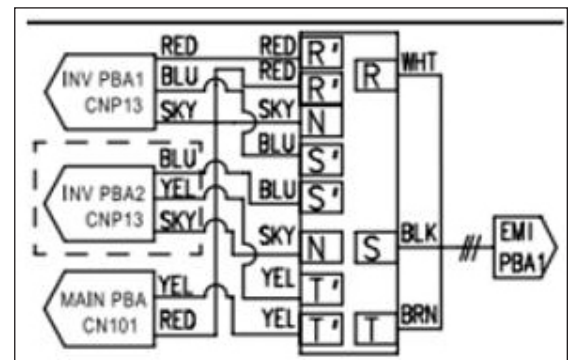 RED RED R' WHT
INV PBA1 BLU RED R' R
CNP13 SKY SKY N
BLU S'
BLU
INV PBA2 YEL BLU S'
CNP13 SKY SKY N S BLK EMI
PBA1
MAIN PBA YEL YEL T'
CN101 RED YEL T' T BRN